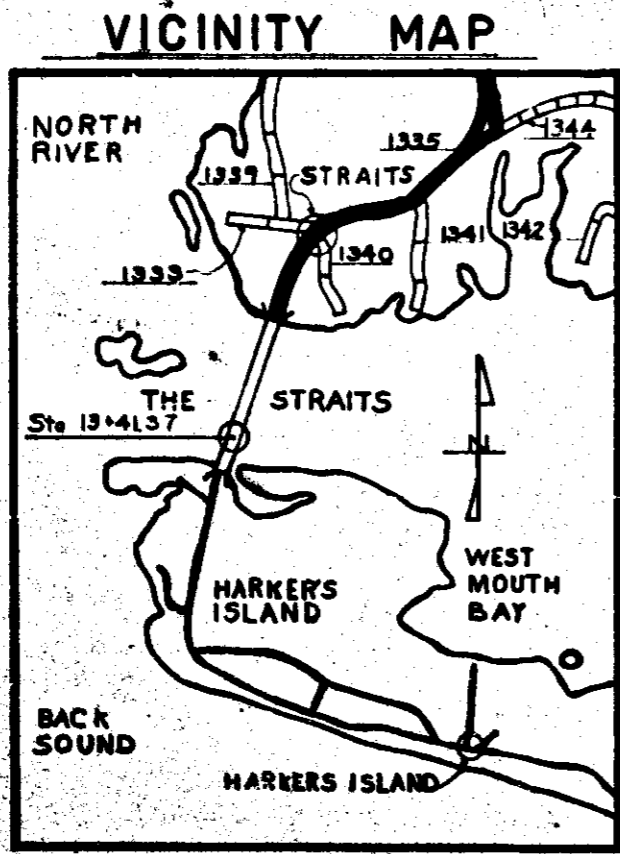 VICINITY MAP
NORTH
RIVER
1344
1335
1339
STRAITS
1341 1342
1340
1333
THE STRAITS
Sta 13+41.37
N
WEST
MOUTH
BAY
HARKER'S
ISLAND
BACK
SOUND
HARKERS ISLAND